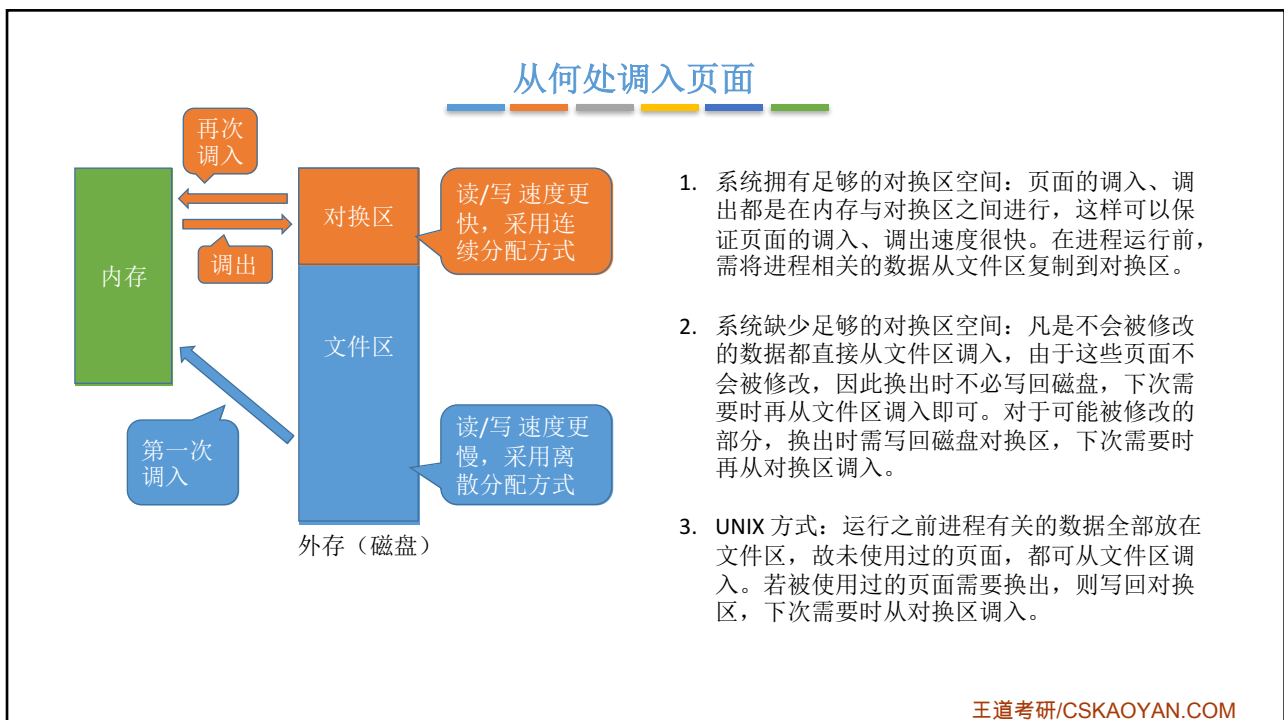 从何处调入页面
再次
调入
调出
内存
对换区
文件区
第一次
调入
外存（磁盘）
读/写 速度更
快，采用连
续分配方式
读/写 速度更
慢，采用离
散分配方式
1. 系统拥有足够的对换区空间：页面的调入、调
出都是在内存与对换区之间进行，这样可以保
证页面的调入、调出速度很快。在进程运行前，
需将进程相关的数据从文件区复制到对换区。
2. 系统缺少足够的对换区空间：凡是不会被修改
的数据都直接从文件区调入，由于这些页面不
会被修改，因此换出时不必写回磁盘，下次需
要时再从文件区调入即可。对于可能被修改的
部分，换出时需写回磁盘对换区，下次需要时
再从对换区调入。
3. UNIX 方式：运行之前进程有关的数据全部放在
文件区，故未使用过的页面，都可从文件区调
入。若被使用过的页面需要换出，则写回对换
区，下次需要时从对换区调入。
王道考研/CSKAOYAN.COM